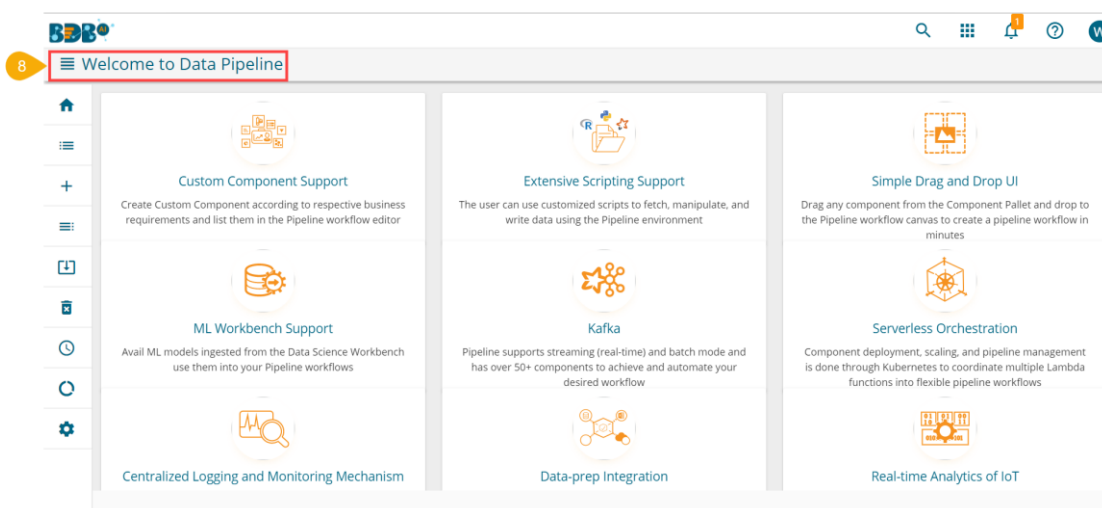 BDB AI
1
W
8
Welcome to Data Pipeline
R
Custom Component Support
Create Custom Component according to respective business
requirements and list them in the Pipeline workflow editor
Extensive Scripting Support
The user can use customized scripts to fetch, manipulate, and
write data using the Pipeline environment
Simple Drag and Drop UI
Drag any component from the Component Pallet and drop to
the Pipeline workflow canvas to create a pipeline workflow in
minutes
ML Workbench Support
Avail ML models ingested from the Data Science Workbench
use them into your Pipeline workflows
Kafka
Pipeline supports streaming (real-time) and batch mode and
has over 50+ components to achieve and automate your
desired workflow
Serverless Orchestration
Component deployment, scaling, and pipeline management
is done through Kubernetes to coordinate multiple Lambda
functions into flexible pipeline workflows
Centralized Logging and Monitoring Mechanism
Data-prep Integration
Real-time Analytics of IoT